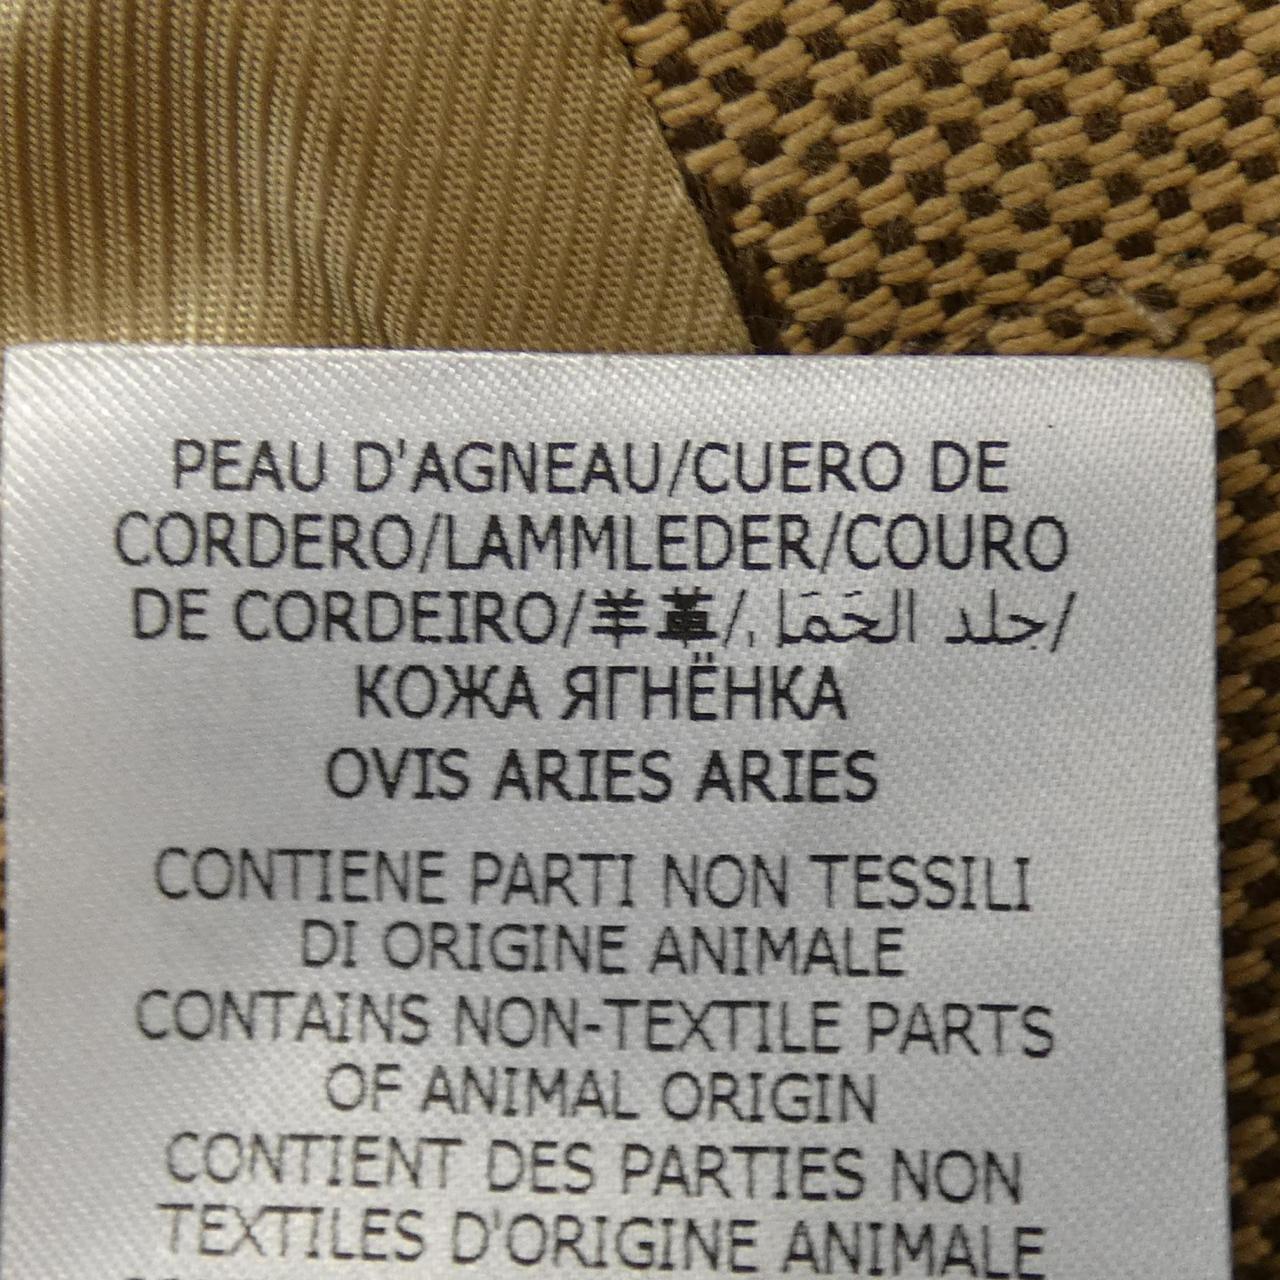 PEAU D'AGNEAU/CUERO DE
CORDERO/LAMMLEDER/COURO
DE CORDEIRO/羊革/جلد الحَمَل/
КОЖА ЯГНЁНКА
OVIS ARIES ARIES
CONTIENE PARTI NON TESSILI
DI ORIGINE ANIMALE
CONTAINS NON-TEXTILE PARTS
OF ANIMAL ORIGIN
CONTIENT DES PARTIES NON
TEXTILES D'ORIGINE ANIMALE